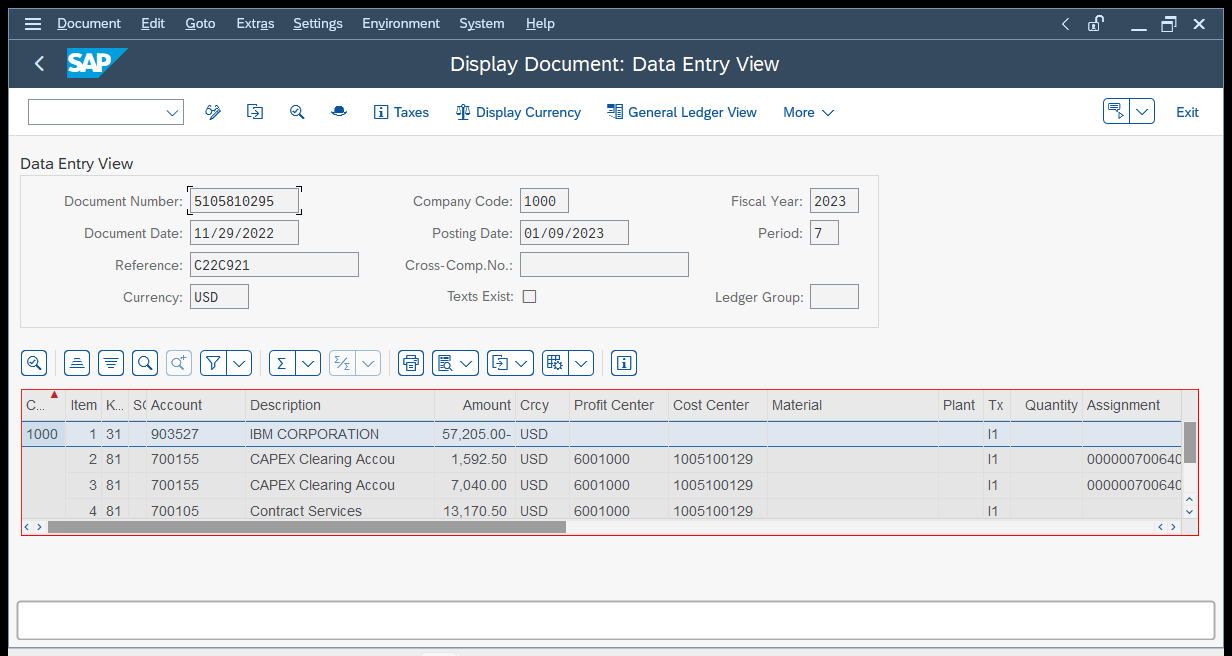 Document Edit Goto Extras Settings Environment System Help
SAP Display Document: Data Entry View
Taxes Display Currency General Ledger View More Exit
Data Entry View
Document Number: 5105810295 Company Code: 1000 Fiscal Year: 2023
Document Date: 11/29/2022 Posting Date: 01/09/2023 Period: 7
Reference: C22C921 Cross-Comp.No.:
Currency: USD Texts Exist: Ledger Group:
C... Item K... SG Account Description Amount Crcy Profit Center Cost Center Material Plant Tx Quantity Assignment
1000 1 31 903527 IBM CORPORATION 57,205.00- USD I1
2 81 700155 CAPEX Clearing Accou 1,592.50 USD 6001000 1005100129 I1 000000700640
3 81 700155 CAPEX Clearing Accou 7,040.00 USD 6001000 1005100129 I1 000000700640
4 81 700105 Contract Services 13,170.50 USD 6001000 1005100129 I1